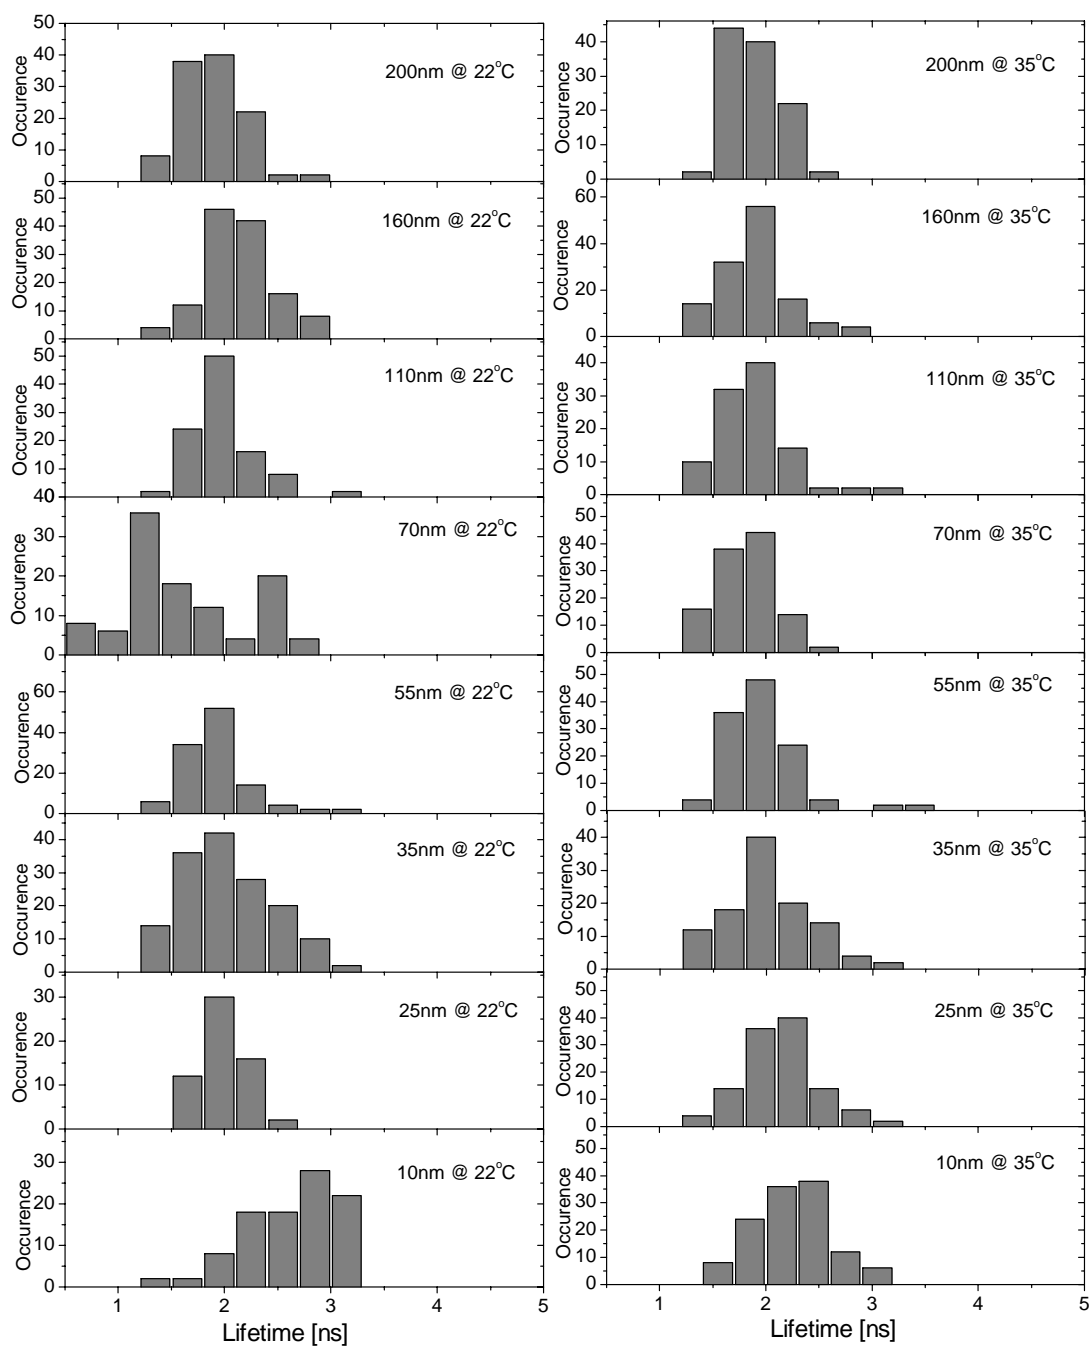 50
40
30
20
10
0
Occurence
200nm @ 22°C
50
40
30
20
10
0
Occurence
160nm @ 22°C
50
40
30
20
10
0
Occurence
110nm @ 22°C
40
30
20
10
0
Occurence
70nm @ 22°C
60
40
20
0
Occurence
55nm @ 22°C
40
30
20
10
0
Occurence
35nm @ 22°C
30
20
10
0
Occurence
25nm @ 22°C
30
20
10
0
Occurence
10nm @ 22°C
1 2 3 4 5
Lifetime [ns]
40
30
20
10
0
Occurence
200nm @ 35°C
60
40
20
0
Occurence
160nm @ 35°C
40
30
20
10
0
Occurence
110nm @ 35°C
50
40
30
20
10
0
Occurence
70nm @ 35°C
50
40
30
20
10
0
Occurence
55nm @ 35°C
40
30
20
10
0
Occurence
35nm @ 35°C
50
40
30
20
10
0
Occurence
25nm @ 35°C
50
40
30
20
10
0
Occurence
10nm @ 35°C
1 2 3 4 5
Lifetime [ns]